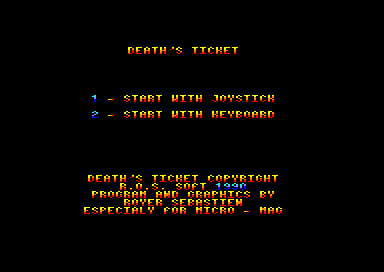 DEATH'S TICKET
1 - START WITH JOYSTICK
2 - START WITH KEYBOARD
DEATH'S TICKET COPYRIGHT
R.O.S. SOFT 1990
PROGRAM AND GRAPHICS BY
BOYER SEBASTIEN
ESPECIALY FOR MICRO - MAG